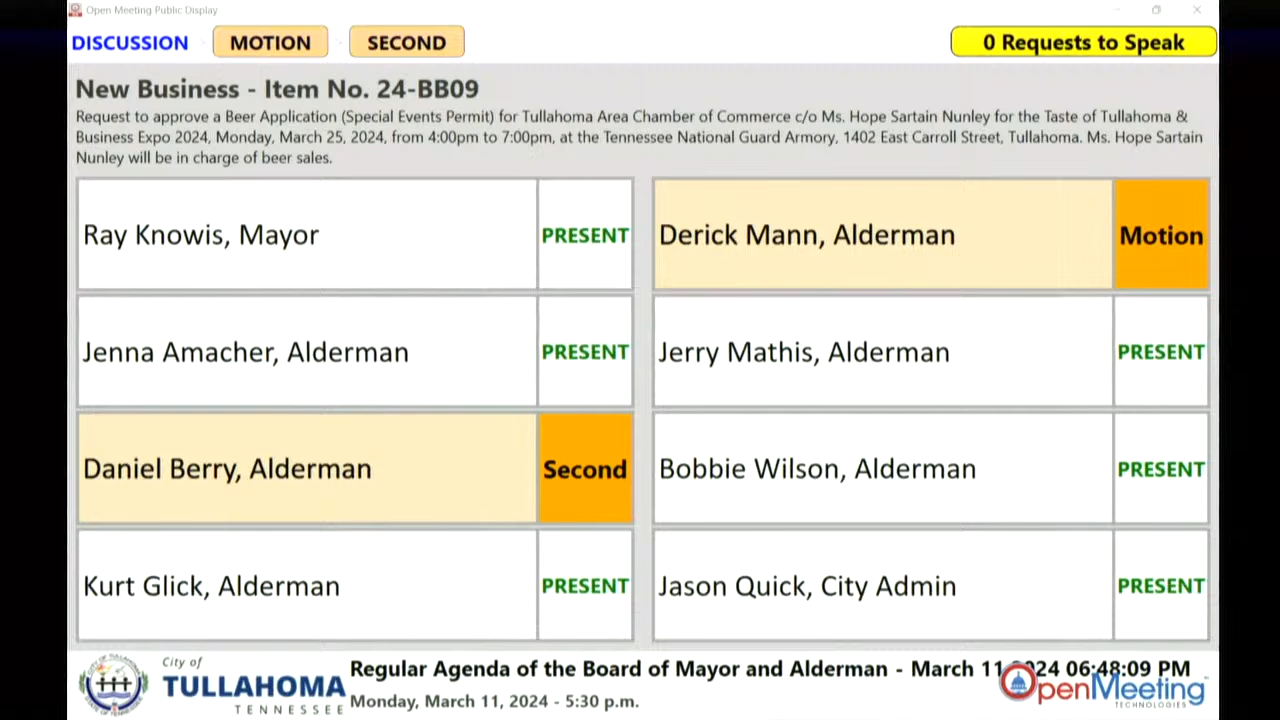 Open Meeting Public Display
DISCUSSION MOTION SECOND 0 Requests to Speak
New Business - Item No. 24-BB09
Request to approve a Beer Application (Special Events Permit) for Tullahoma Area Chamber of Commerce c/o Ms. Hope Sartain Nunley for the Taste of Tullahoma &
Business Expo 2024, Monday, March 25, 2024, from 4:00pm to 7:00pm, at the Tennessee National Guard Armory, 1402 East Carroll Street, Tullahoma. Ms. Hope Sartain
Nunley will be in charge of beer sales.
Ray Knowis, Mayor PRESENT
Derick Mann, Alderman Motion
Jenna Amacher, Alderman PRESENT
Jerry Mathis, Alderman PRESENT
Daniel Berry, Alderman Second
Bobbie Wilson, Alderman PRESENT
Kurt Glick, Alderman PRESENT
Jason Quick, City Admin PRESENT
City of
TULLAHOMA
TENNESSEE
Regular Agenda of the Board of Mayor and Alderman - March 11 2024 06:48:09 PM
Monday, March 11, 2024 - 5:30 p.m.
OpenMeeting
TECHNOLOGIES